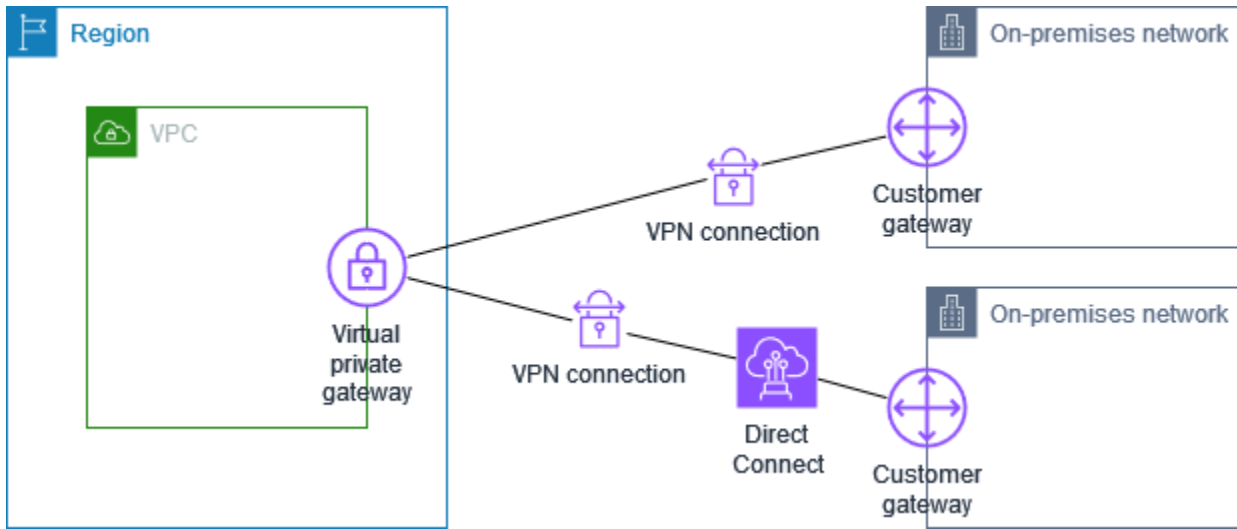 Region
On-premises network
VPC
Customer
gateway
VPN connection
On-premises network
Virtual
private
gateway
VPN connection
Direct
Connect
Customer
gateway